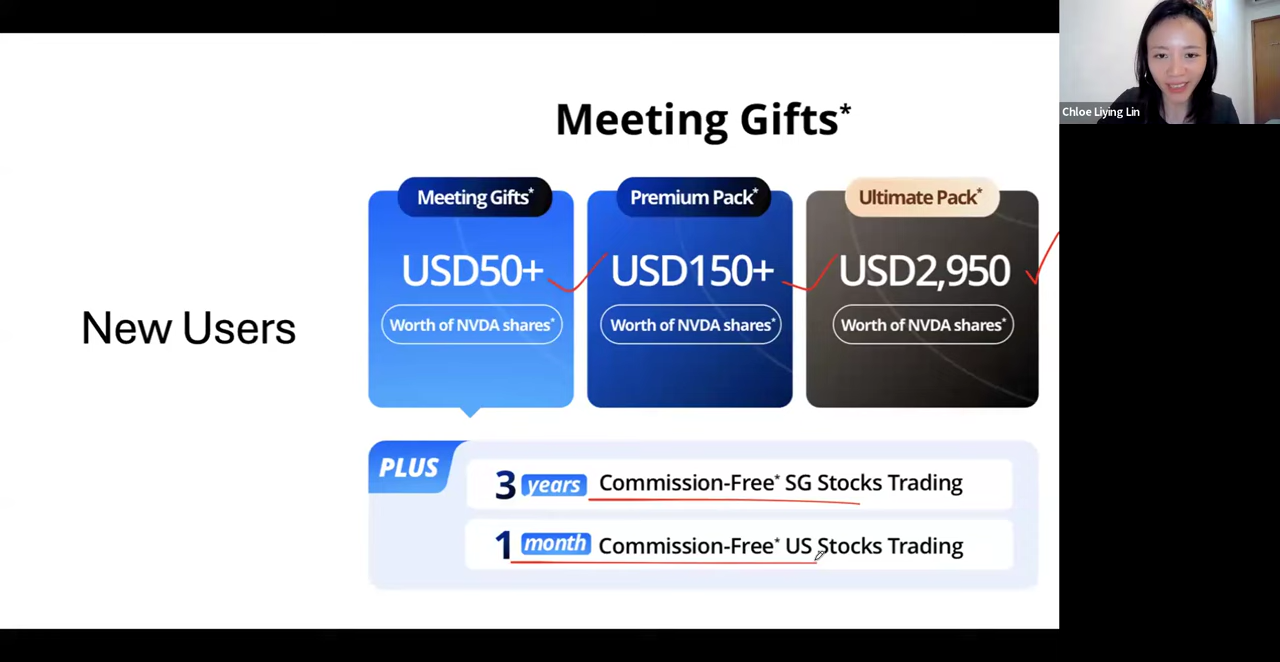 Meeting Gifts*
Meeting Gifts*
Premium Pack*
Ultimate Pack*
USD50+
USD150+
USD2,950
Worth of NVDA shares*
Worth of NVDA shares*
Worth of NVDA shares*
New Users
PLUS
3 years Commission-Free* SG Stocks Trading
1 month Commission-Free* US Stocks Trading
Chloe Liying Lin